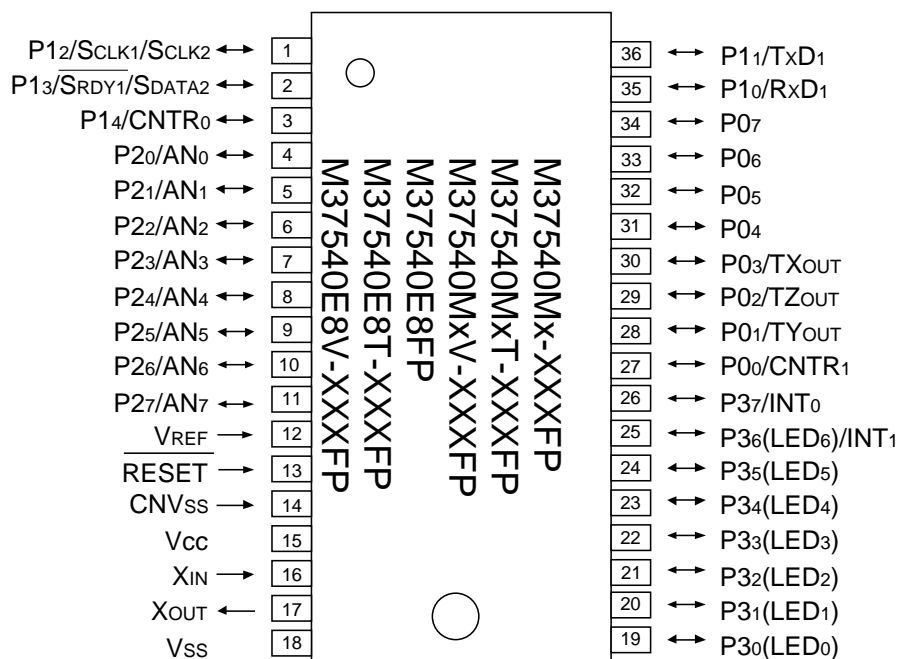 P12/SCLK1/SCLK2
P13/SRDY1/SDATA2
P14/CNTR0
P20/AN0
P21/AN1
P22/AN2
P23/AN3
P24/AN4
P25/AN5
P26/AN6
P27/AN7
VREF
RESET
CNVSS
Vcc
XIN
XOUT
VSS
1
2
3
4
5
6
7
8
9
10
11
12
13
14
15
16
17
18
M37540Mx-XXXFP
M37540MxT-XXXFP
M37540MxV-XXXFP
M37540E8FP
M37540E8T-XXXFP
M37540E8V-XXXFP
36
35
34
33
32
31
30
29
28
27
26
25
24
23
22
21
20
19
P11/TxD1
P10/RxD1
P07
P06
P05
P04
P03/TXOUT
P02/TZOUT
P01/TYOUT
P00/CNTR1
P37/INT0
P36(LED6)/INT1
P35(LED5)
P34(LED4)
P33(LED3)
P32(LED2)
P31(LED1)
P30(LED0)